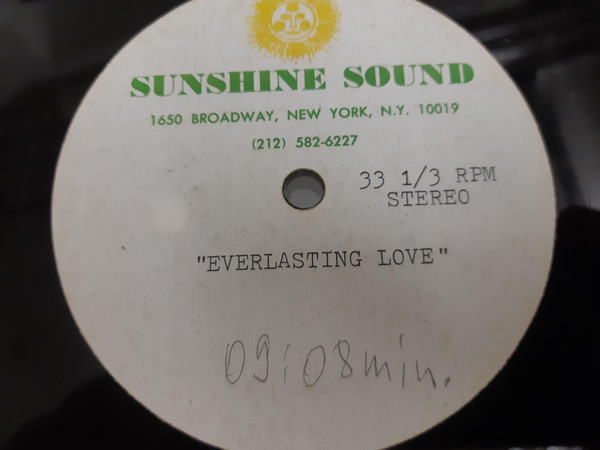 SUNSHINE SOUND
1650 BROADWAY, NEW YORK, N.Y. 10019
(212) 582-6227
33 1/3 RPM
STEREO
"EVERLASTING LOVE"
09:08min.